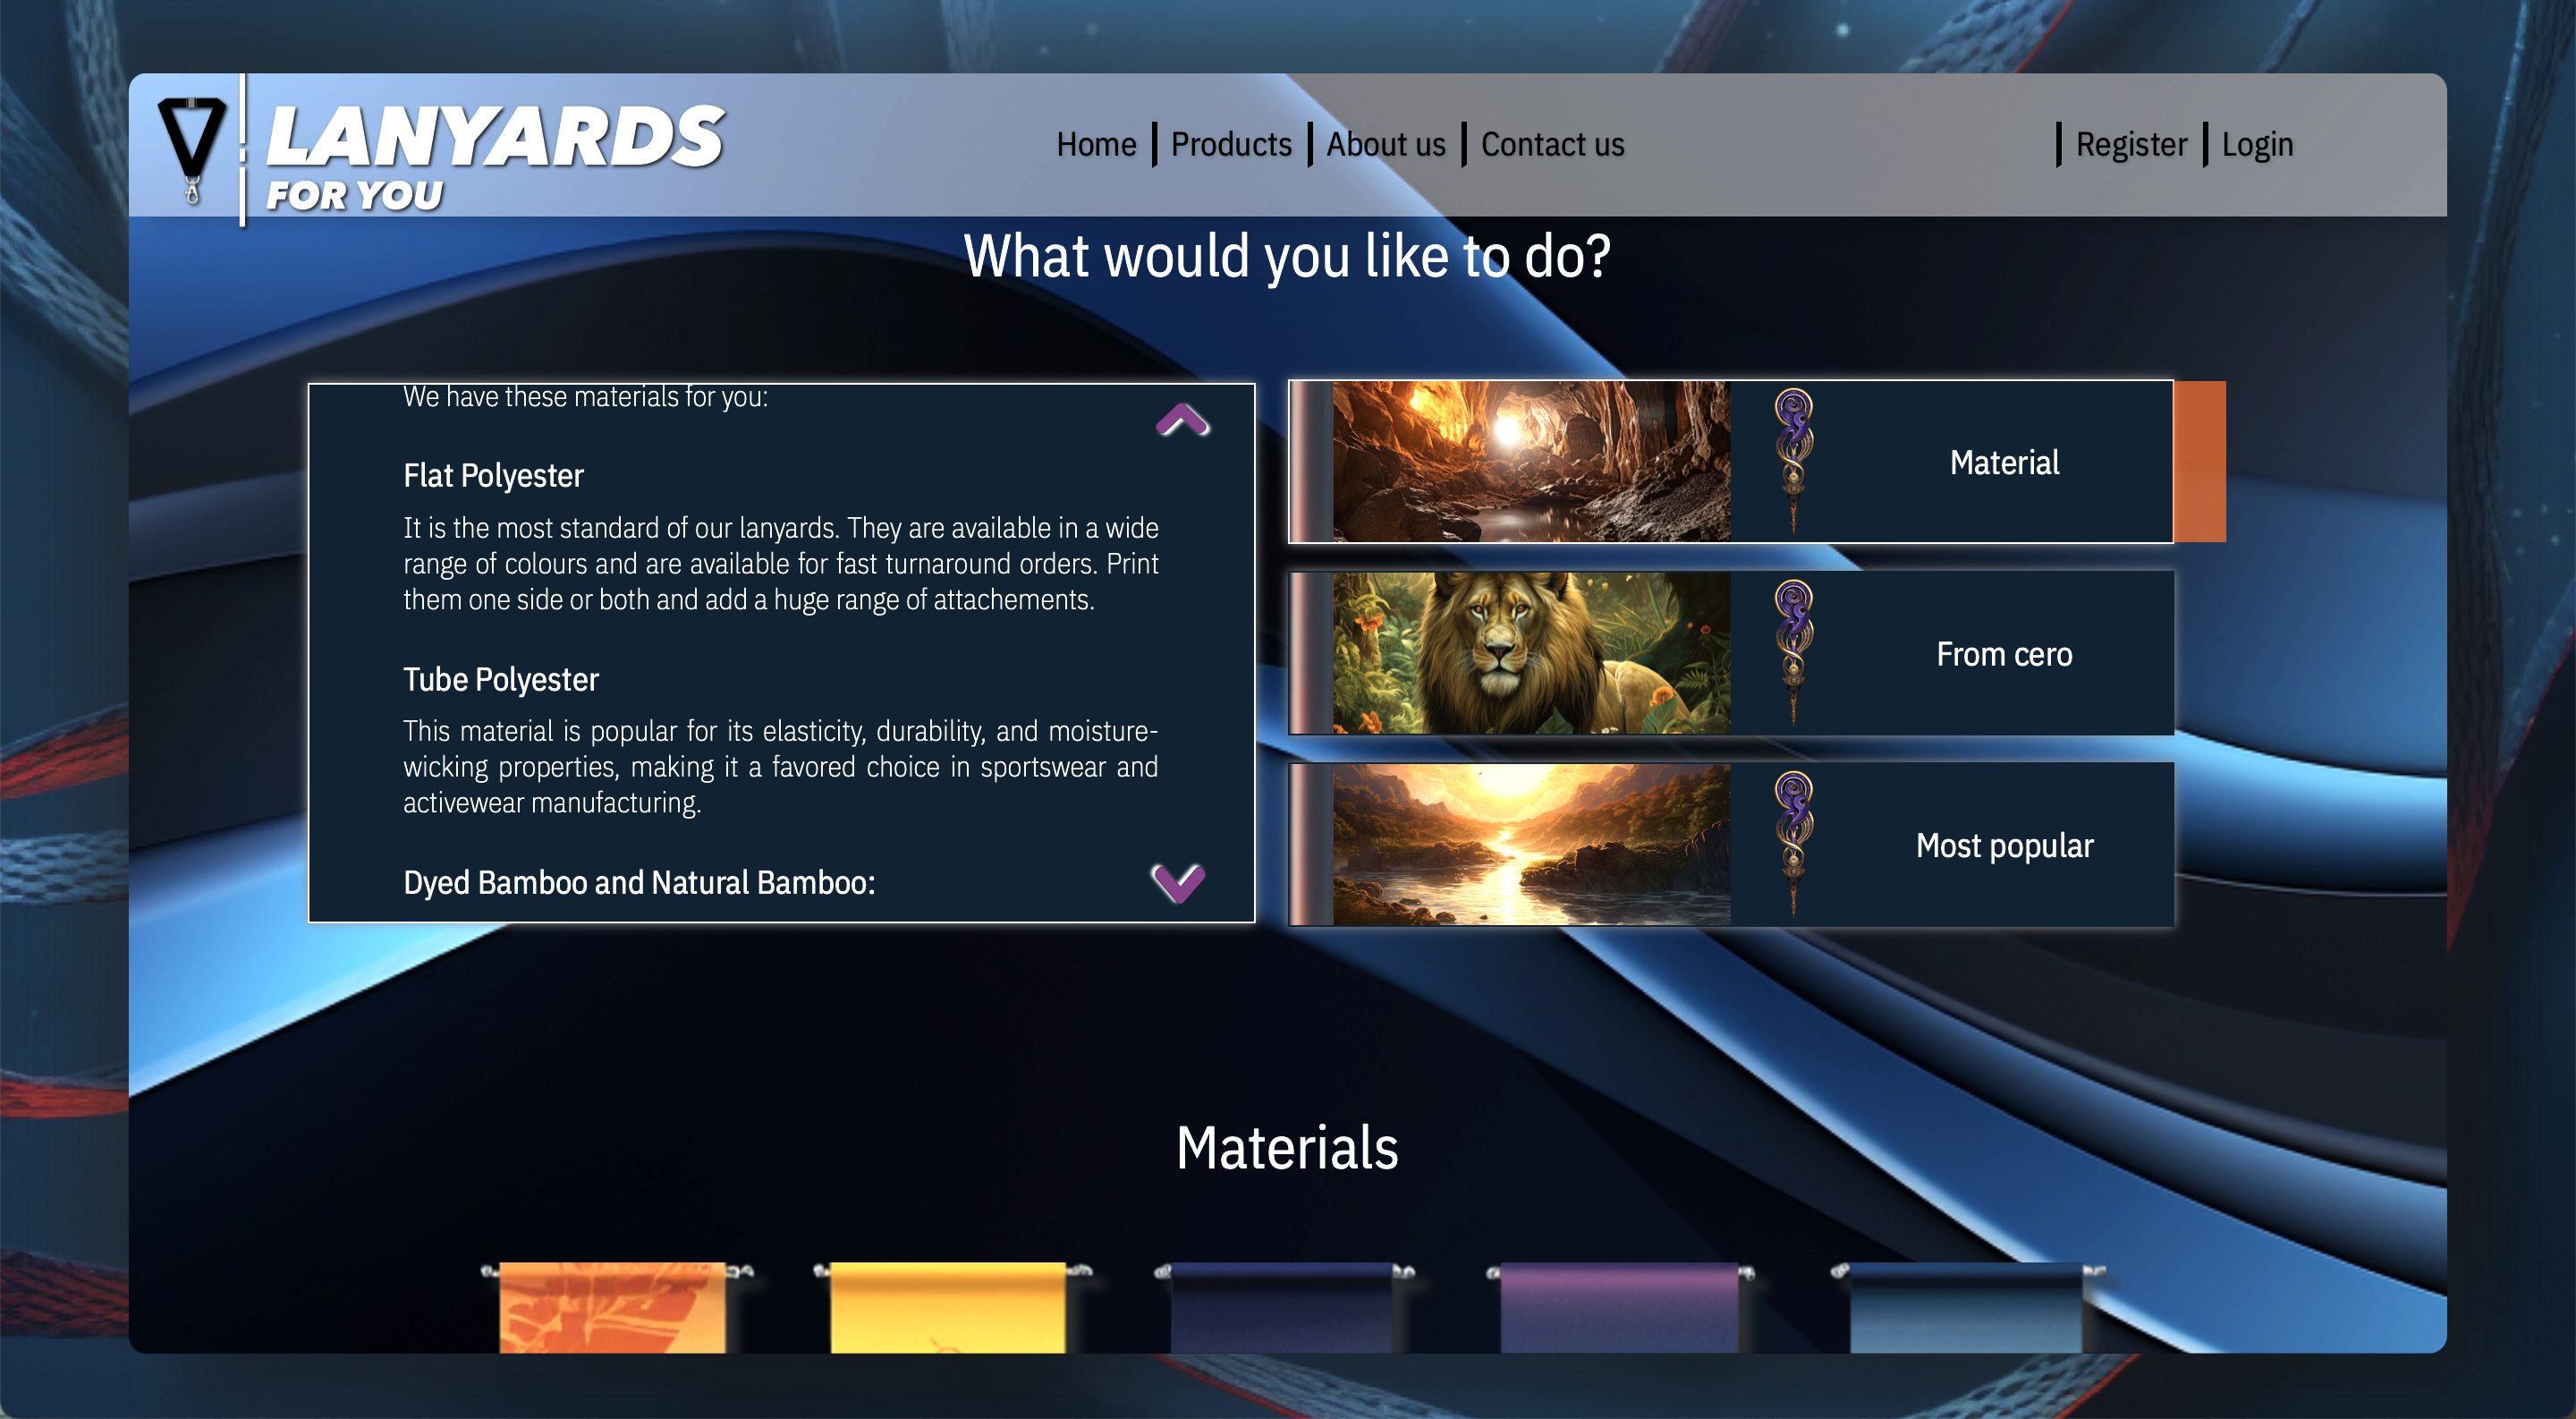 LANYARDS
FOR YOU
Home
Products
About us
Contact us
Register
Login
What would you like to do?
We have these materials for you:
Flat Polyester
It is the most standard of our lanyards. They are available in a wide
range of colours and are available for fast turnaround orders. Print
them one side or both and add a huge range of attachements.
Tube Polyester
This material is popular for its elasticity, durability, and moisture-
wicking properties, making it a favored choice in sportswear and
activewear manufacturing.
Dyed Bamboo and Natural Bamboo:
Material
From cero
Most popular
Materials